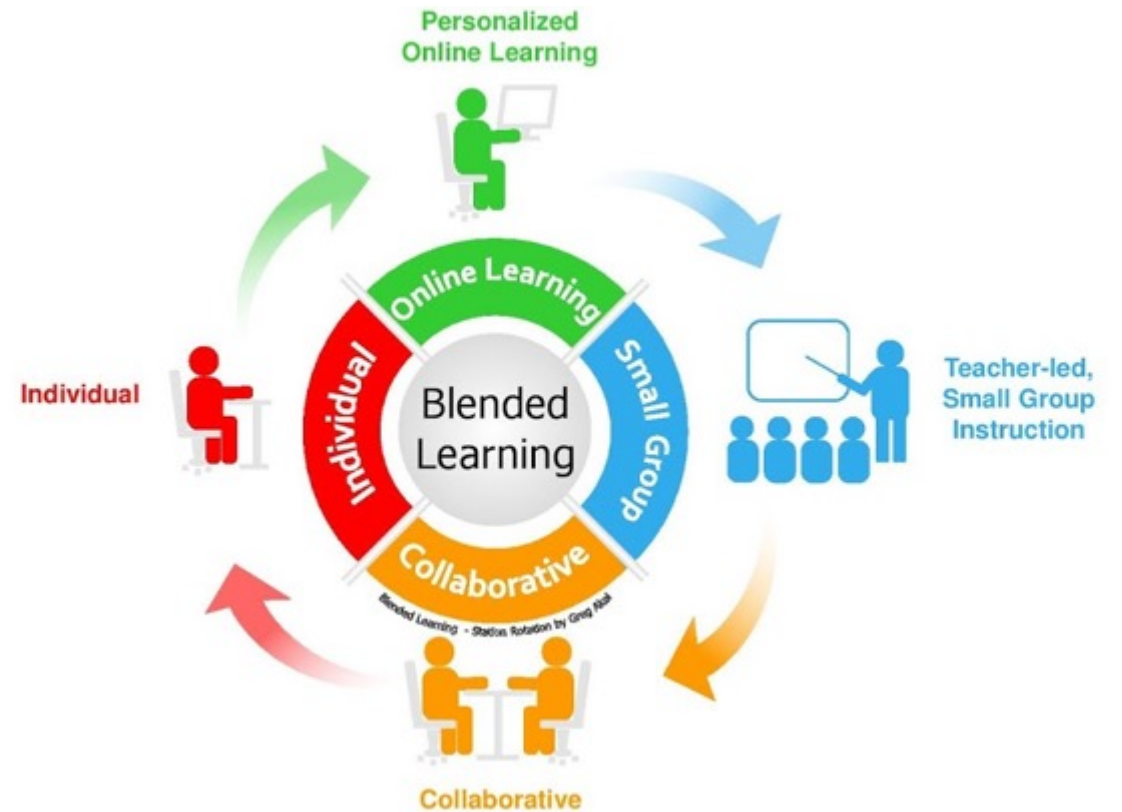 Personalized
Online Learning
Online Learning
Individual
Individual
Blended
Learning
Small Group
Teacher-led,
Small Group
Instruction
Collaborative
Blended Learning - Station Rotation by Greg Akai
Collaborative